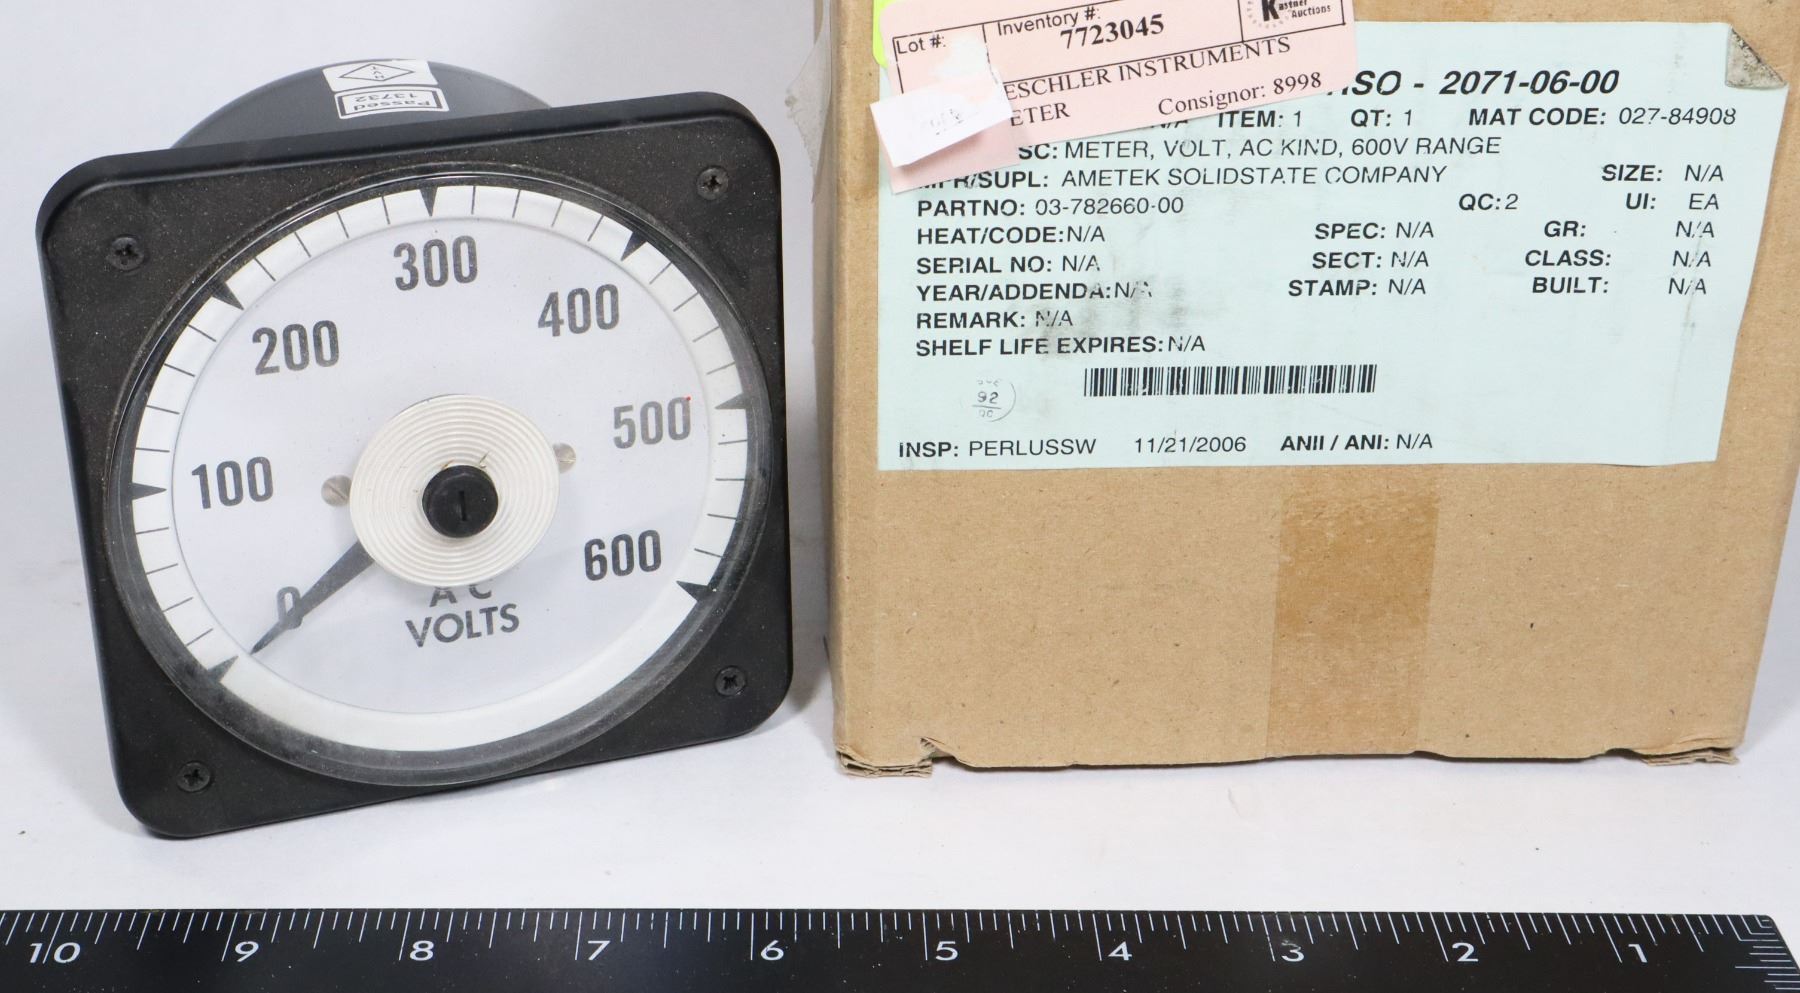 Passed
13732
0
100
200
300
400
500
600
AC
VOLTS
Lot #:
Inventory #:
7723045
Kastner
Auctions
ESCHLER INSTRUMENTS
ETER
Consignor: 8998
- 2071-06-00
N/A ITEM: 1 QT: 1 MAT CODE: 027-84908
SC: METER, VOLT, AC KIND, 600V RANGE
MFR/SUPL: AMETEK SOLIDSTATE COMPANY SIZE: N/A
PARTNO: 03-782660-00 QC: 2 UI: EA
HEAT/CODE: N/A SPEC: N/A GR: N/A
SERIAL NO: N/A SECT: N/A CLASS: N/A
YEAR/ADDENDA: N/A STAMP: N/A BUILT: N/A
REMARK: N/A
SHELF LIFE EXPIRES: N/A
INSP: PERLUSSW 11/21/2006 ANII / ANI: N/A
10 9 8 7 6 5 4 3 2 1